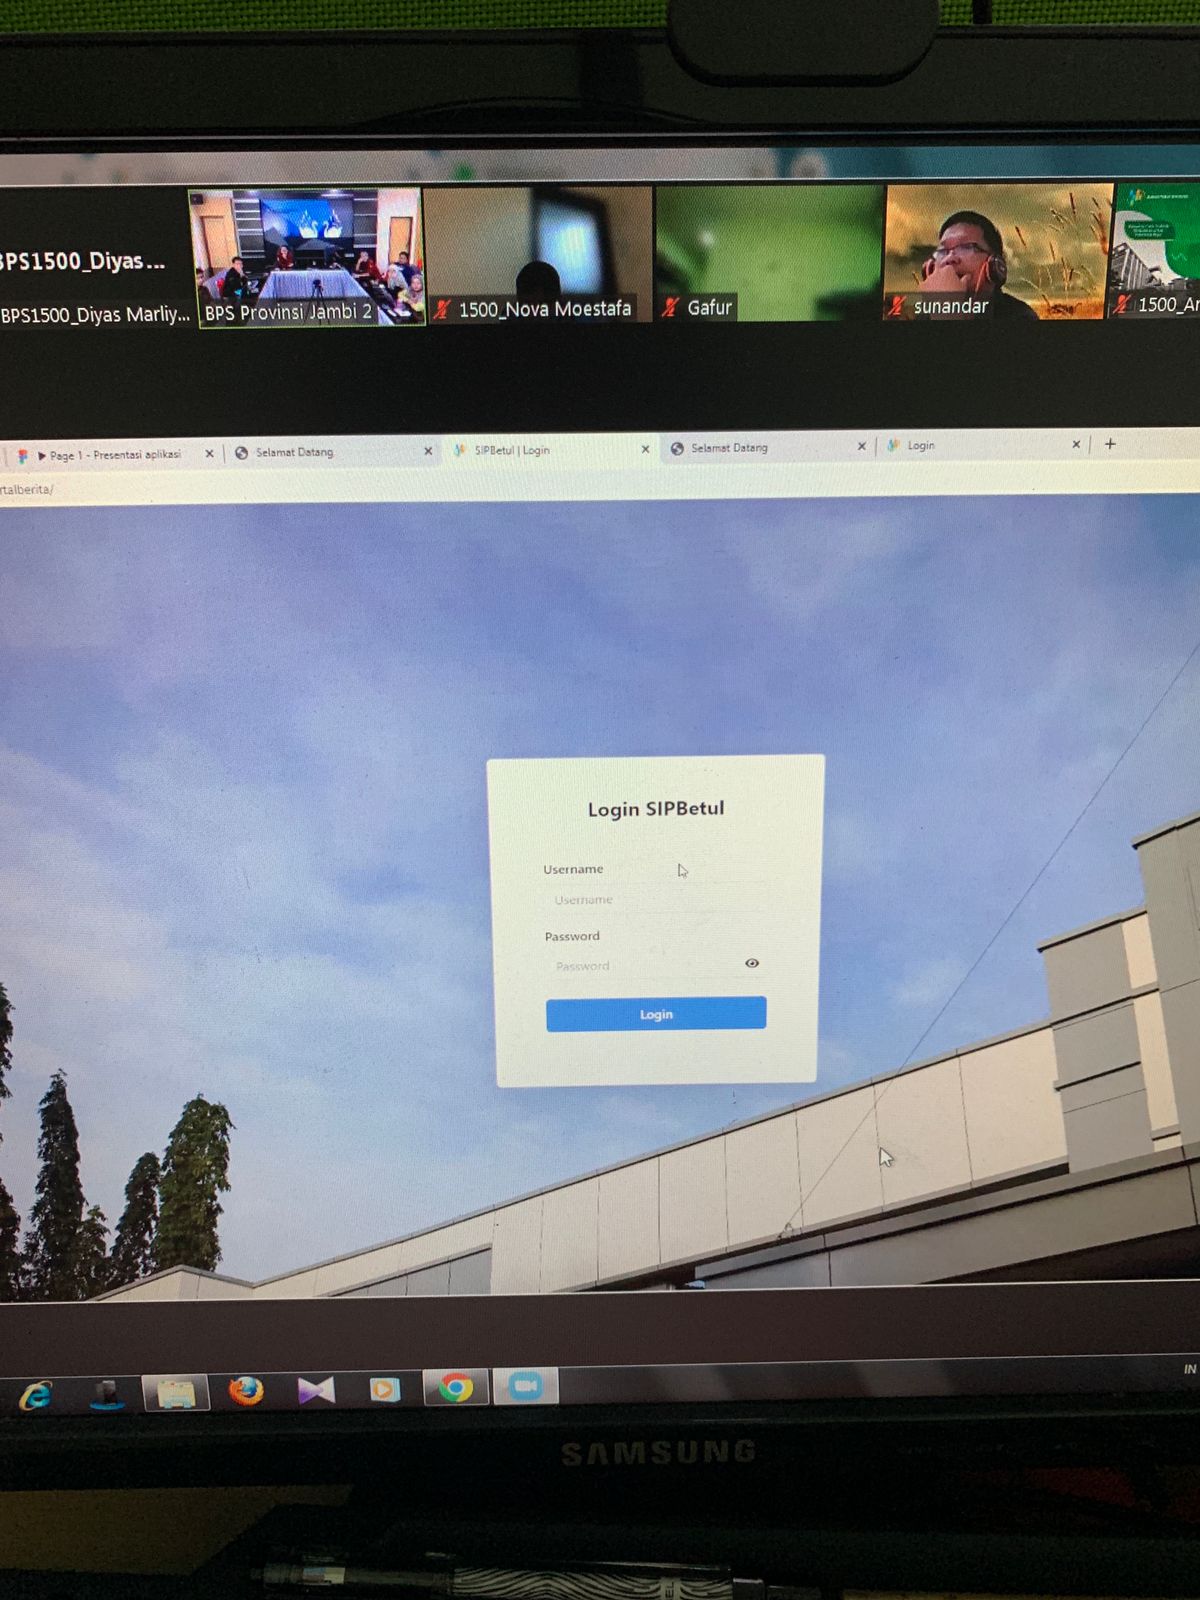 BPS1500_Diyas...
BPS1500_Diyas Marliy...
BPS Provinsi Jambi 2
1500_Nova Moestafa
Gafur
sunandar
1500_Ar
Page 1 - Presentasi aplikasi
Selamat Datang
SIPBetul | Login
Selamat Datang
Login
rtalberita/
Login SIPBetul
Username
Username
Password
Password
Login
IN
SAMSUNG